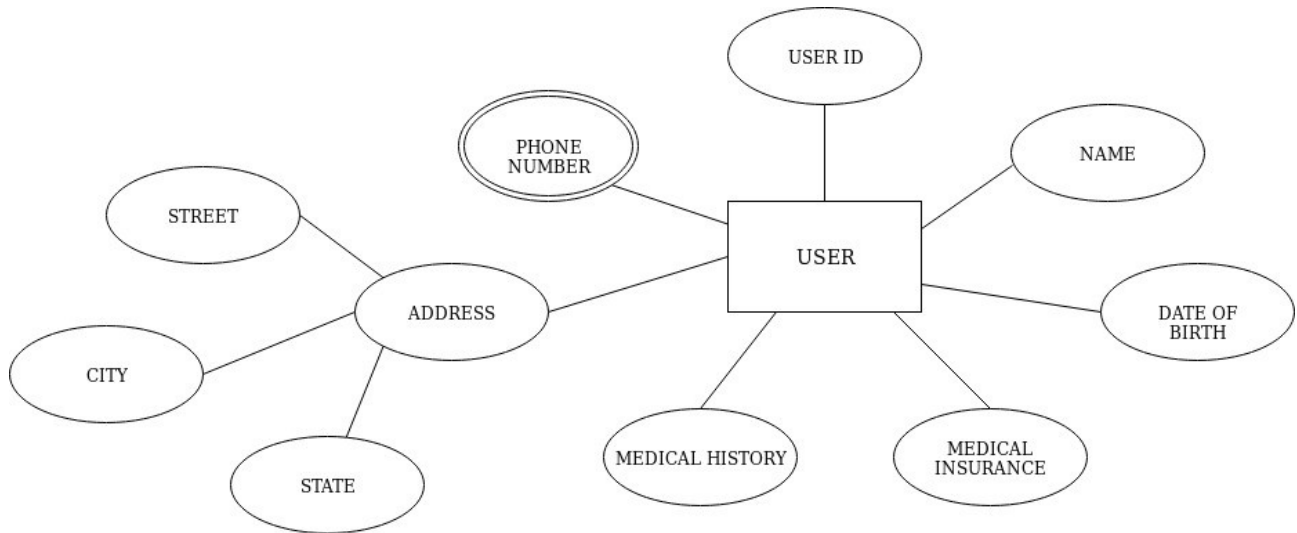 USER ID
PHONE
NUMBER
NAME
STREET
USER
ADDRESS
DATE OF
BIRTH
CITY
MEDICAL HISTORY
MEDICAL
INSURANCE
STATE